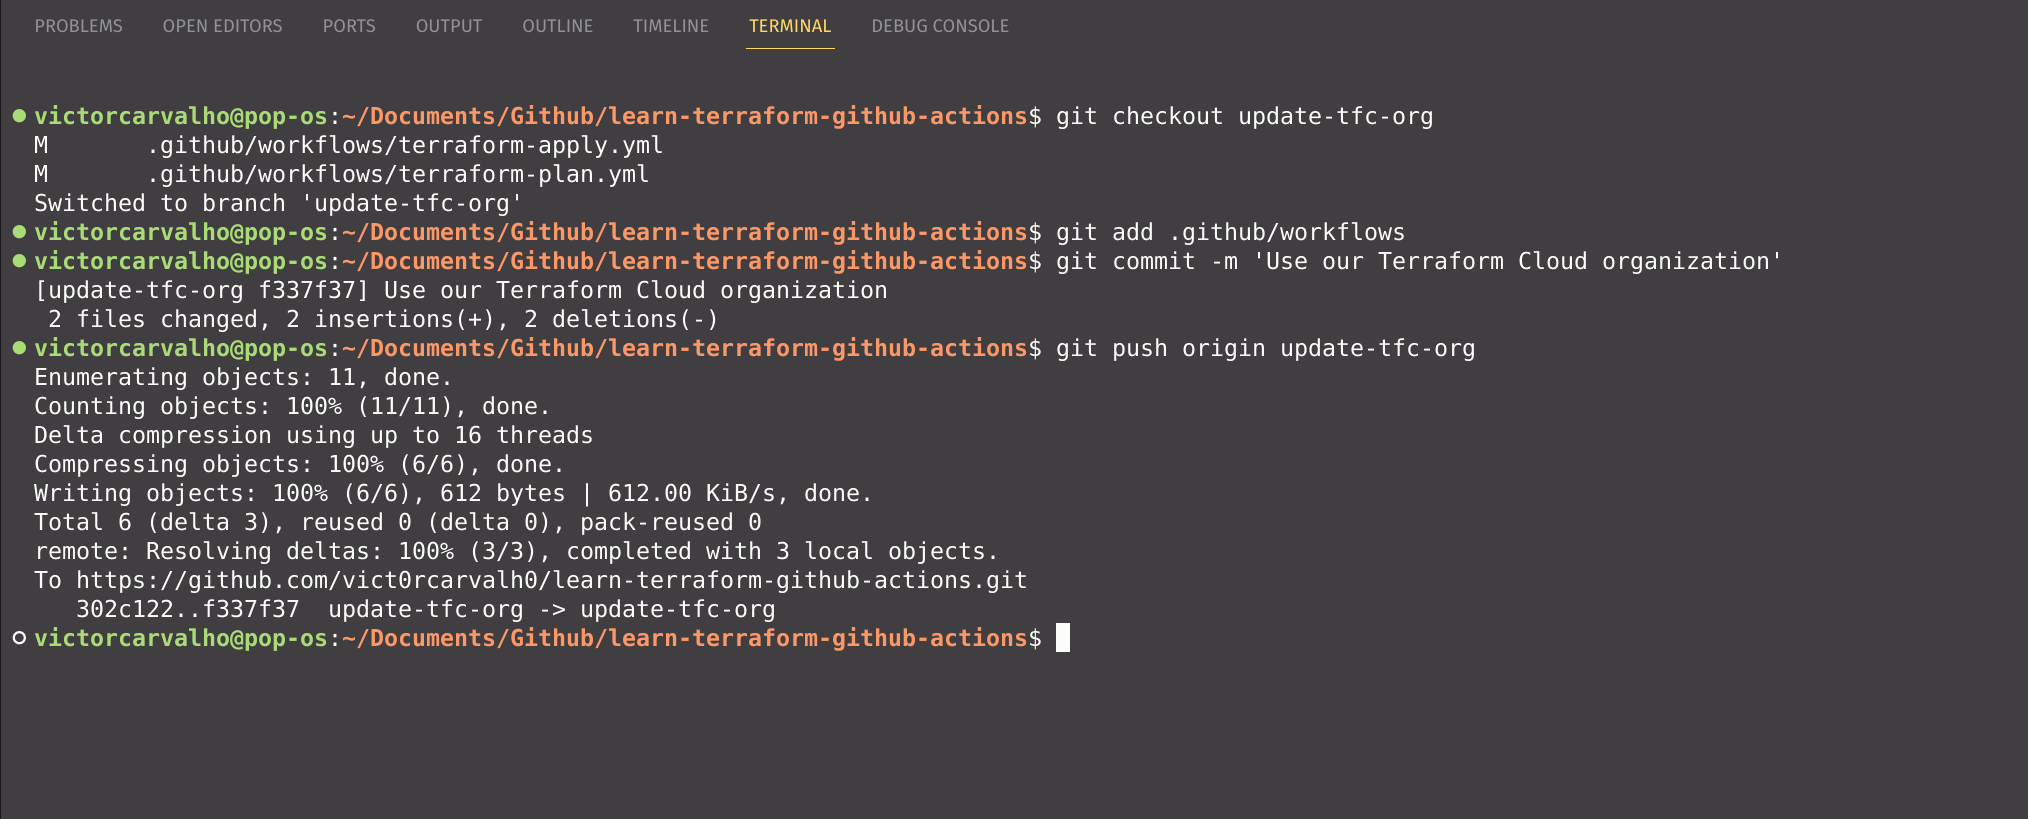 PROBLEMS OPEN EDITORS PORTS OUTPUT OUTLINE TIMELINE TERMINAL DEBUG CONSOLE
victorcarvalho@pop-os:~/Documents/Github/learn-terraform-github-actions$ git checkout update-tfc-org
M       .github/workflows/terraform-apply.yml
M       .github/workflows/terraform-plan.yml
Switched to branch 'update-tfc-org'
victorcarvalho@pop-os:~/Documents/Github/learn-terraform-github-actions$ git add .github/workflows
victorcarvalho@pop-os:~/Documents/Github/learn-terraform-github-actions$ git commit -m 'Use our Terraform Cloud organization'
[update-tfc-org f337f37] Use our Terraform Cloud organization
 2 files changed, 2 insertions(+), 2 deletions(-)
victorcarvalho@pop-os:~/Documents/Github/learn-terraform-github-actions$ git push origin update-tfc-org
Enumerating objects: 11, done.
Counting objects: 100% (11/11), done.
Delta compression using up to 16 threads
Compressing objects: 100% (6/6), done.
Writing objects: 100% (6/6), 612 bytes | 612.00 KiB/s, done.
Total 6 (delta 3), reused 0 (delta 0), pack-reused 0
remote: Resolving deltas: 100% (3/3), completed with 3 local objects.
To https://github.com/vict0rcarvalh0/learn-terraform-github-actions.git
   302c122..f337f37  update-tfc-org -> update-tfc-org
victorcarvalho@pop-os:~/Documents/Github/learn-terraform-github-actions$